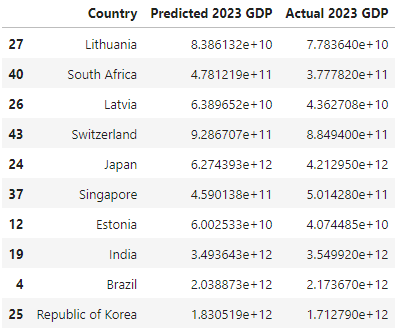 Country Predicted 2023 GDP Actual 2023 GDP
27 Lithuania 8.386132e+10 7.783640e+10
40 South Africa 4.781219e+11 3.777820e+11
26 Latvia 6.389652e+10 4.362708e+10
43 Switzerland 9.286707e+11 8.849400e+11
24 Japan 6.274393e+12 4.212950e+12
37 Singapore 4.590138e+11 5.014280e+11
12 Estonia 6.002533e+10 4.074485e+10
19 India 3.493643e+12 3.549920e+12
4 Brazil 2.038873e+12 2.173670e+12
25 Republic of Korea 1.830519e+12 1.712790e+12